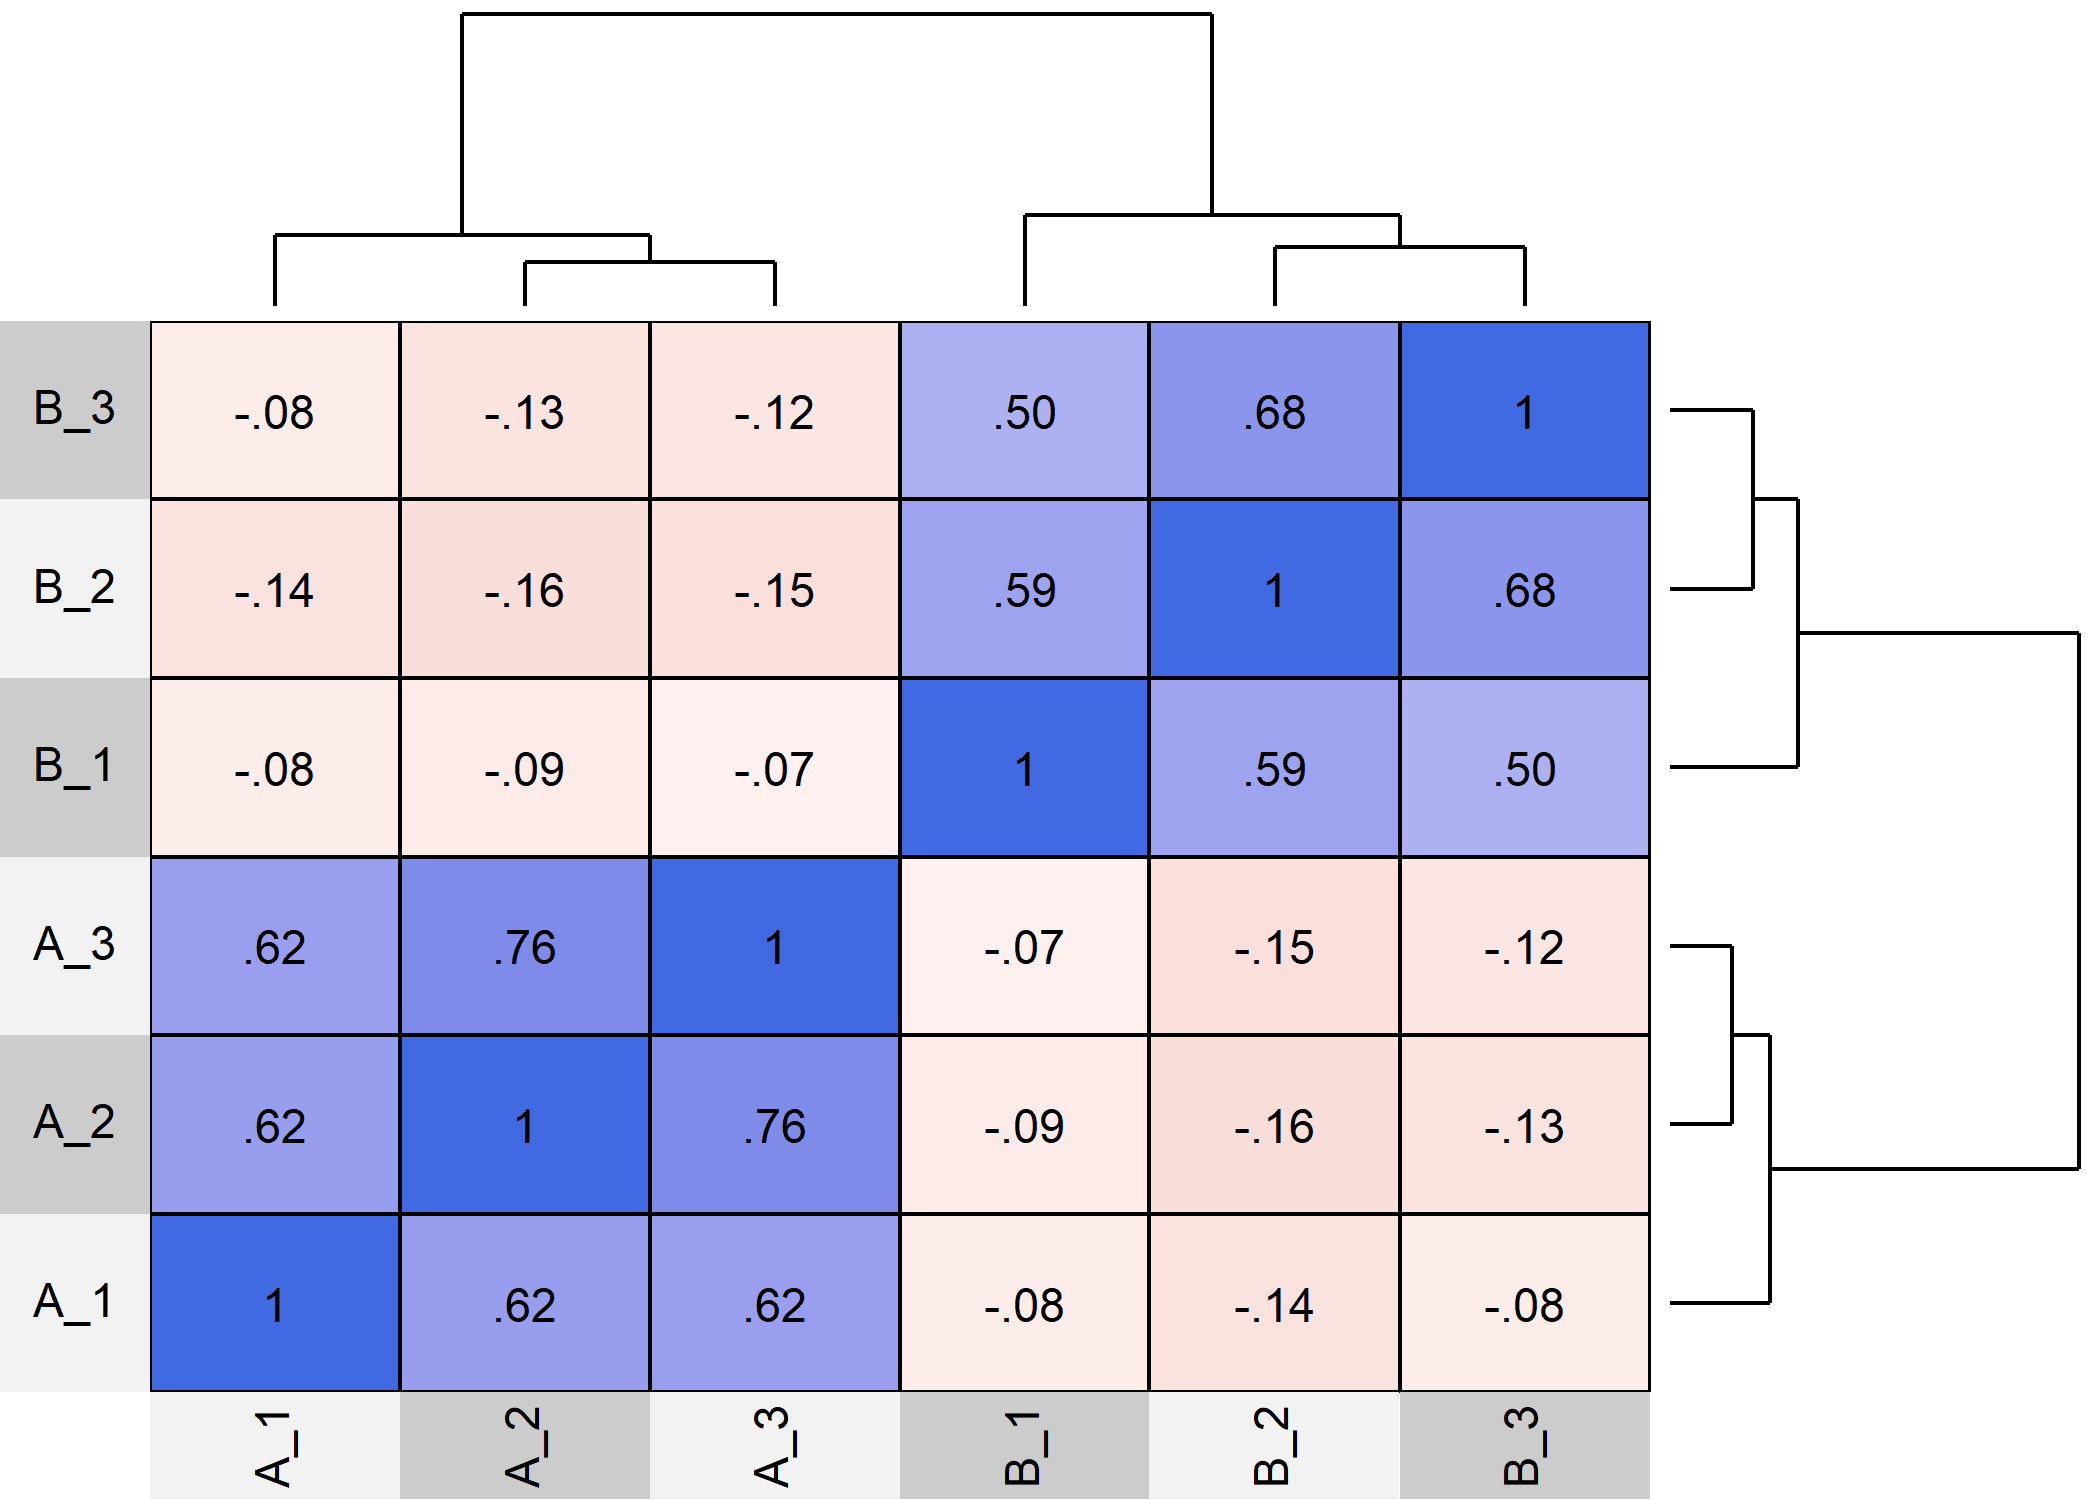 B_3 -.08 -.13 -.12 .50 .68 1
B_2 -.14 -.16 -.15 .59 1 .68
B_1 -.08 -.09 -.07 1 .59 .50
A_3 .62 .76 1 -.07 -.15 -.12
A_2 .62 1 .76 -.09 -.16 -.13
A_1 1 .62 .62 -.08 -.14 -.08
A_1 A_2 A_3 B_1 B_2 B_3